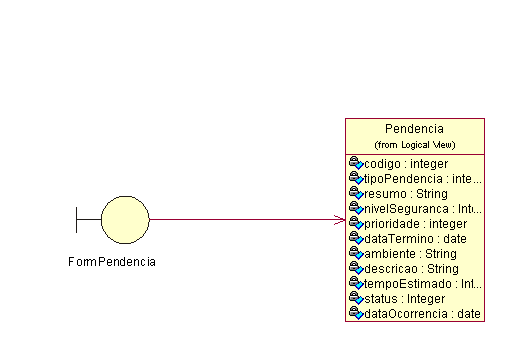 Pendencia
(from Logical View)
codigo : integer
tipoPendencia : inte...
resumo : String
nivelSeguranca : Int...
prioridade : integer
dataTermino : date
ambiente : String
descricao : String
tempoEstimado : Int...
status : Integer
dataOcorrencia : date
FormPendencia